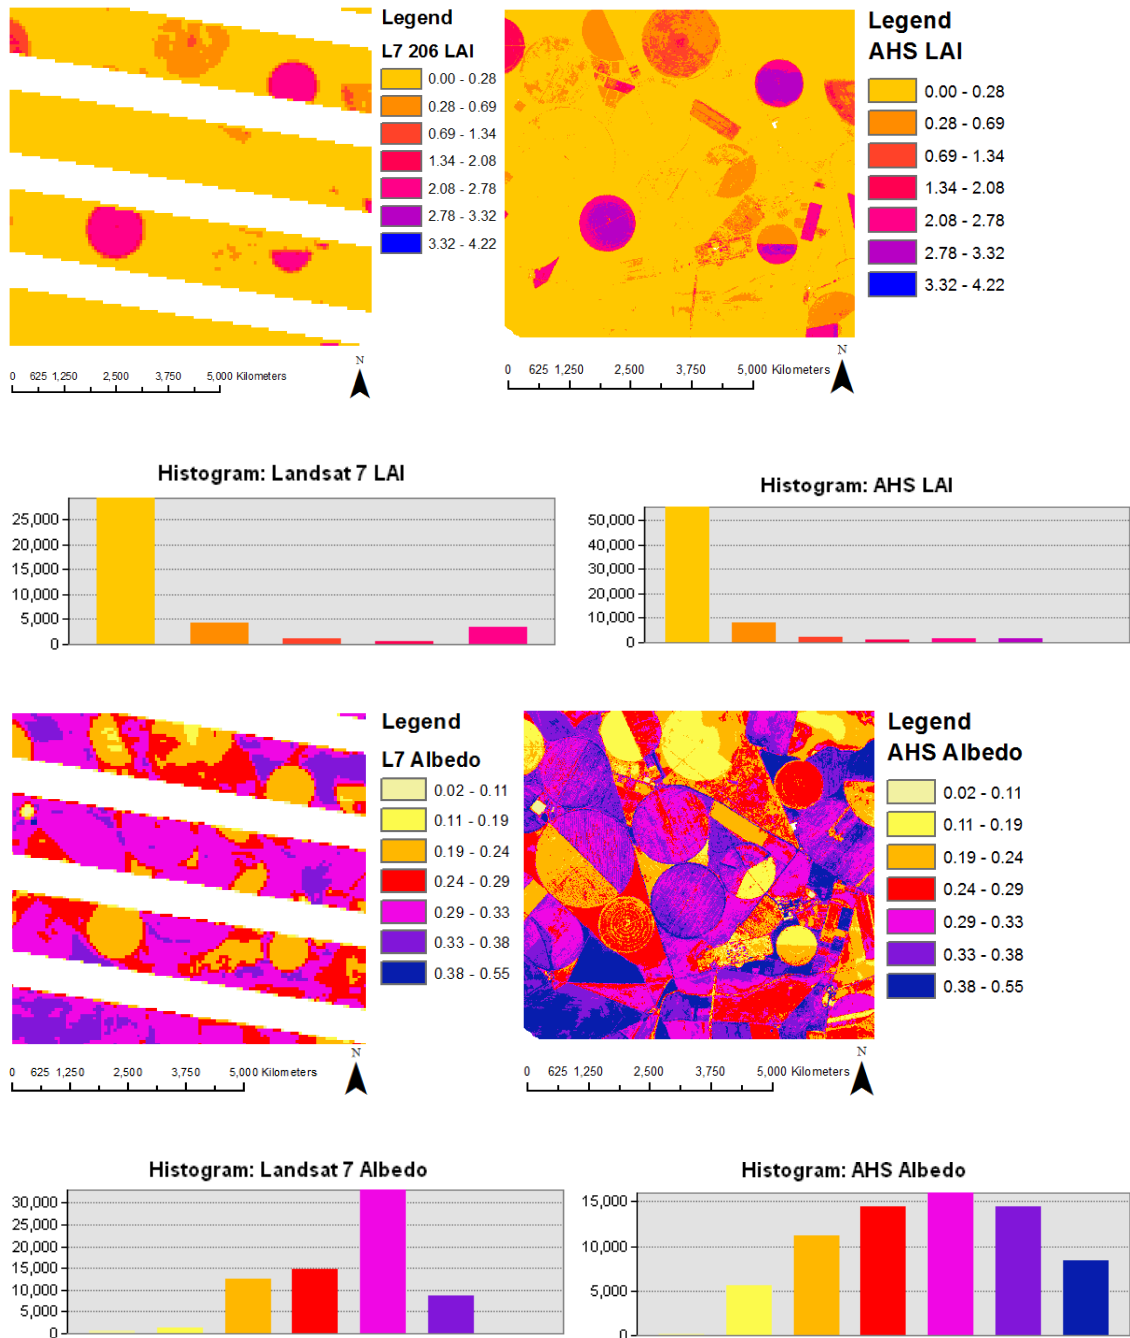 Legend
L7 206 LAI
0.00 - 0.28
0.28 - 0.69
0.69 - 1.34
1.34 - 2.08
2.08 - 2.78
2.78 - 3.32
3.32 - 4.22
N
0 625 1,250 2,500 3,750 5,000 Kilometers
Legend
AHS LAI
0.00 - 0.28
0.28 - 0.69
0.69 - 1.34
1.34 - 2.08
2.08 - 2.78
2.78 - 3.32
3.32 - 4.22
N
0 625 1,250 2,500 3,750 5,000 Kilometers
Histogram: Landsat 7 LAI
25,000
20,000
15,000
10,000
5,000
0
Histogram: AHS LAI
50,000
40,000
30,000
20,000
10,000
0
Legend
L7 Albedo
0.02 - 0.11
0.11 - 0.19
0.19 - 0.24
0.24 - 0.29
0.29 - 0.33
0.33 - 0.38
0.38 - 0.55
N
0 625 1,250 2,500 3,750 5,000 Kilometers
Legend
AHS Albedo
0.02 - 0.11
0.11 - 0.19
0.19 - 0.24
0.24 - 0.29
0.29 - 0.33
0.33 - 0.38
0.38 - 0.55
N
0 625 1,250 2,500 3,750 5,000 Kilometers
Histogram: Landsat 7 Albedo
30,000
25,000
20,000
15,000
10,000
5,000
0
Histogram: AHS Albedo
15,000
10,000
5,000
0